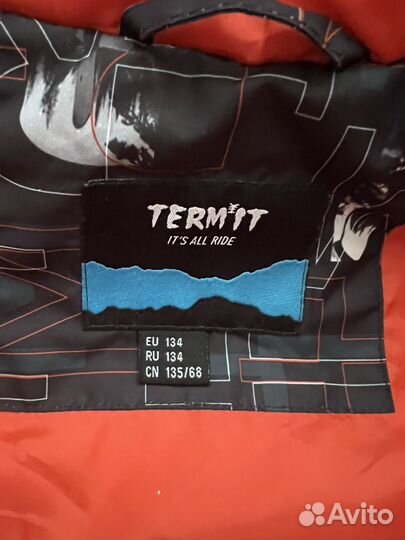 TERMIT
IT'S ALL RIDE
EU 134
RU 134
CN 135/68
Avito